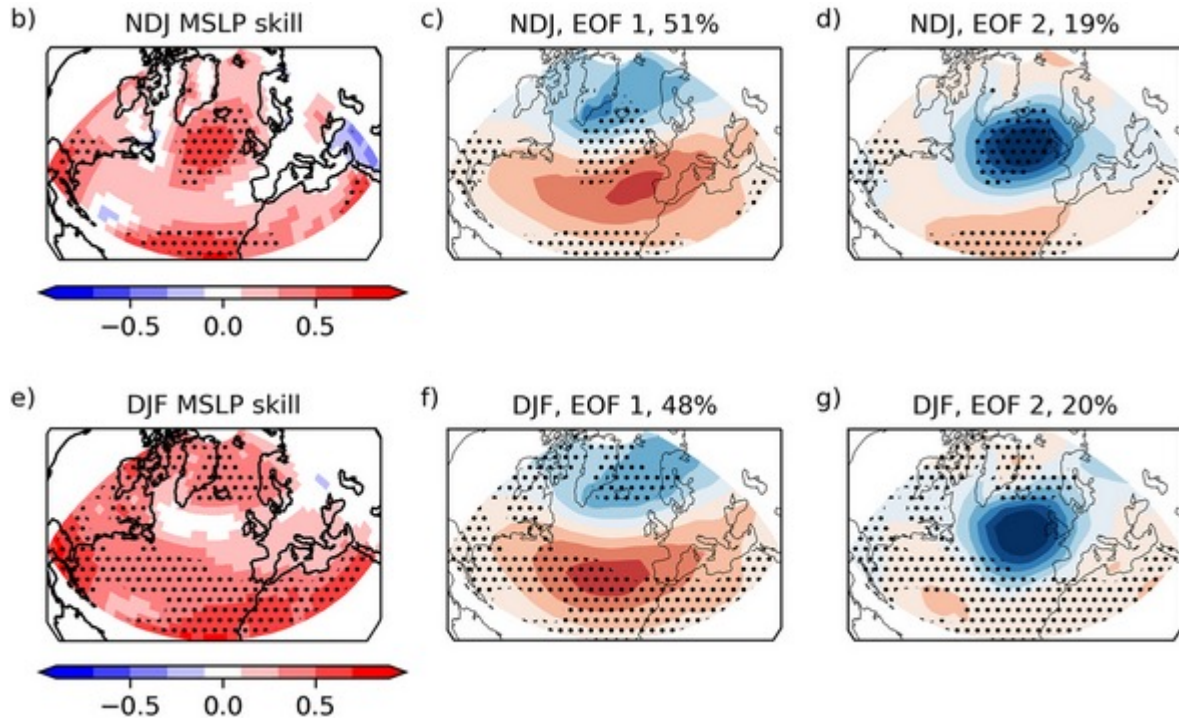 b) NDJ MSLP skill
c) NDJ, EOF 1, 51%
d) NDJ, EOF 2, 19%
−0.5 0.0 0.5
e) DJF MSLP skill
f) DJF, EOF 1, 48%
g) DJF, EOF 2, 20%
−0.5 0.0 0.5